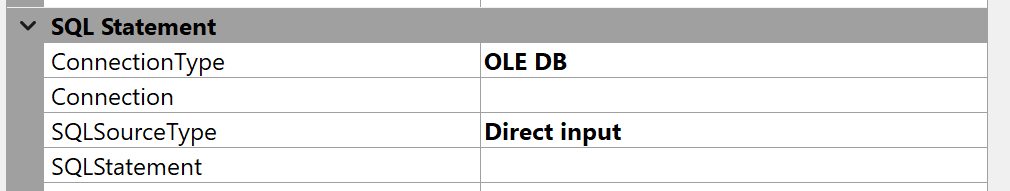 SQL Statement
ConnectionType OLE DB
Connection
SQLSourceType Direct input
SQLStatement